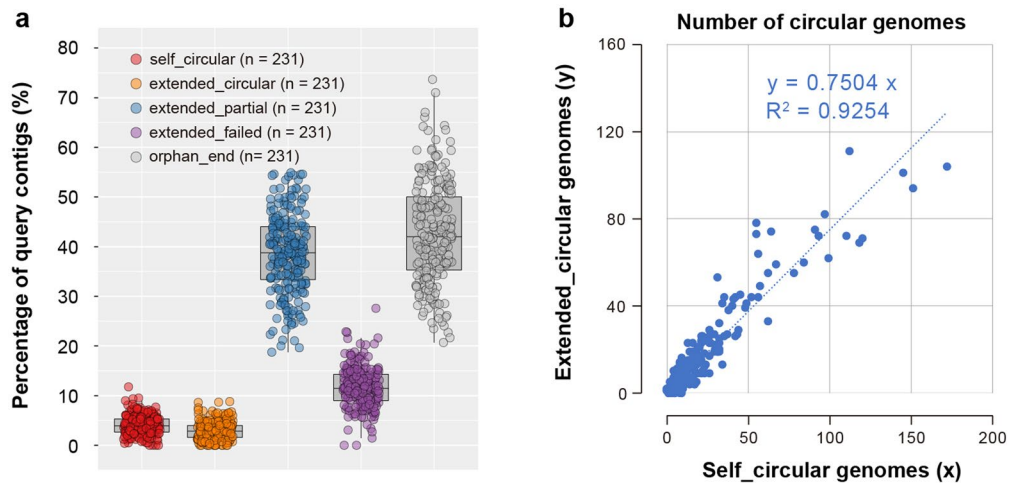 a
Percentage of query contigs (%)
80
70
60
50
40
30
20
10
0
self_circular (n = 231)
extended_circular (n = 231)
extended_partial (n = 231)
extended_failed (n = 231)
orphan_end (n= 231)
b
Number of circular genomes
Extended_circular genomes (y)
160
120
80
40
0
y = 0.7504 x
R² = 0.9254
0 50 100 150 200
Self_circular genomes (x)